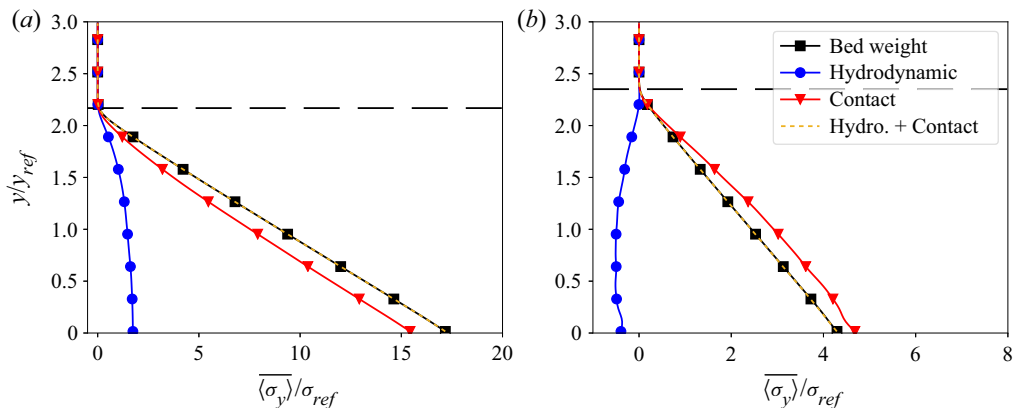 (a)
3.0
2.5
2.0
1.5
1.0
0.5
0
y/y_ref
0 5 10 15 20
⟨σ_y⟩/σ_ref
(b)
3.0
2.5
2.0
1.5
1.0
0.5
0
Bed weight
Hydrodynamic
Contact
Hydro. + Contact
0 2 4 6 8
⟨σ_y⟩/σ_ref